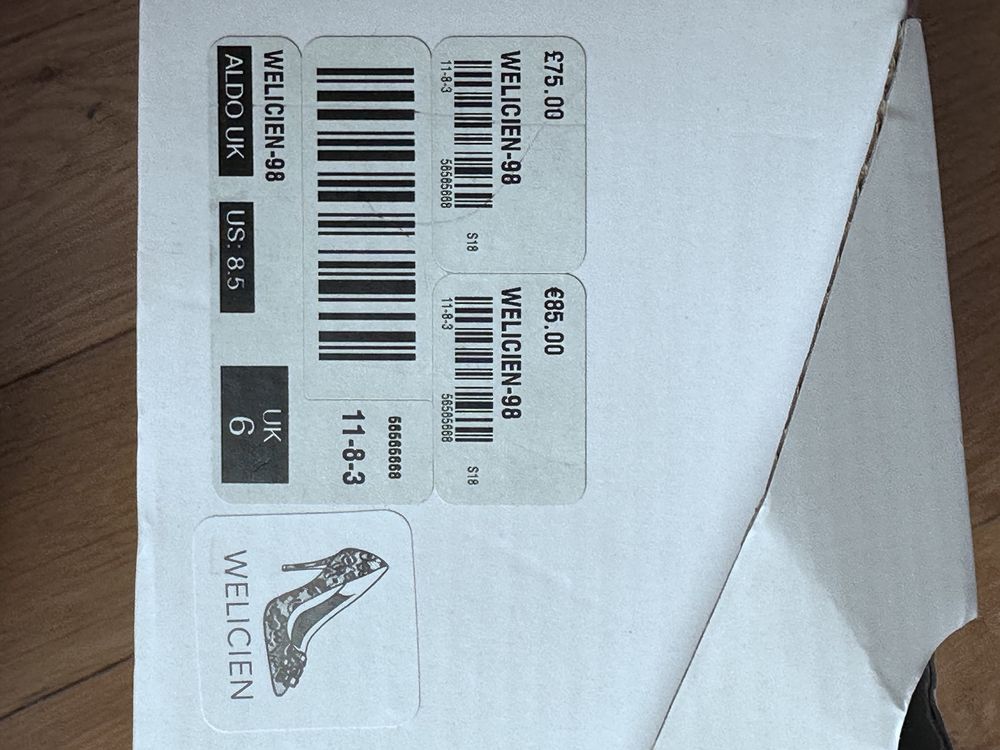 £75.00
WELICIEN-98
11-8-3
56565668
S18
€85.00
WELICIEN-98
11-8-3
56565668
S18
56565668
11-8-3
WELICIEN-98
ALDO UK
US: 8.5
UK
6
WELICIEN